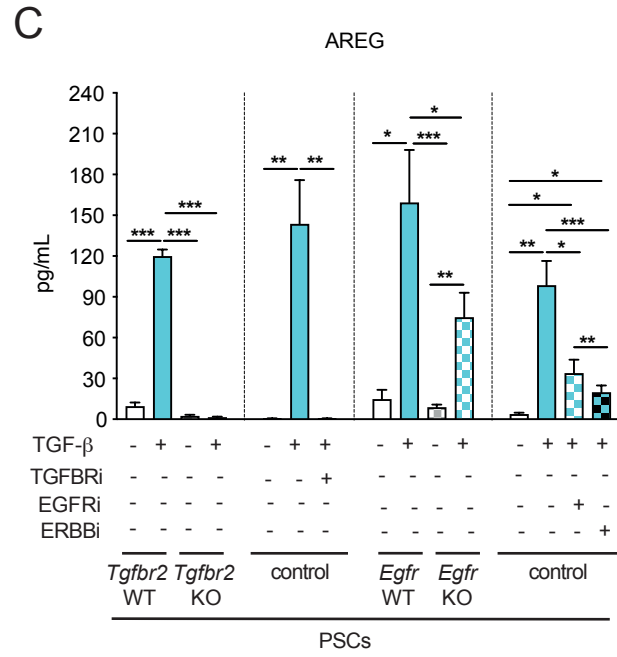 C
AREG
pg/mL
240
210
180
150
120
90
60
30
0
*** *** ***
** **
* *** * **
** * *** * * **
TGF-β - + - + - + + - + - + - + + +
TGFBRi - - - - - - + - - - - - - - -
EGFRi - - - - - - - - - - - - - + -
ERBBi - - - - - - - - - - - - - - +
Tgfbr2 Tgfbr2 control Egfr Egfr control
WT KO WT KO
PSCs